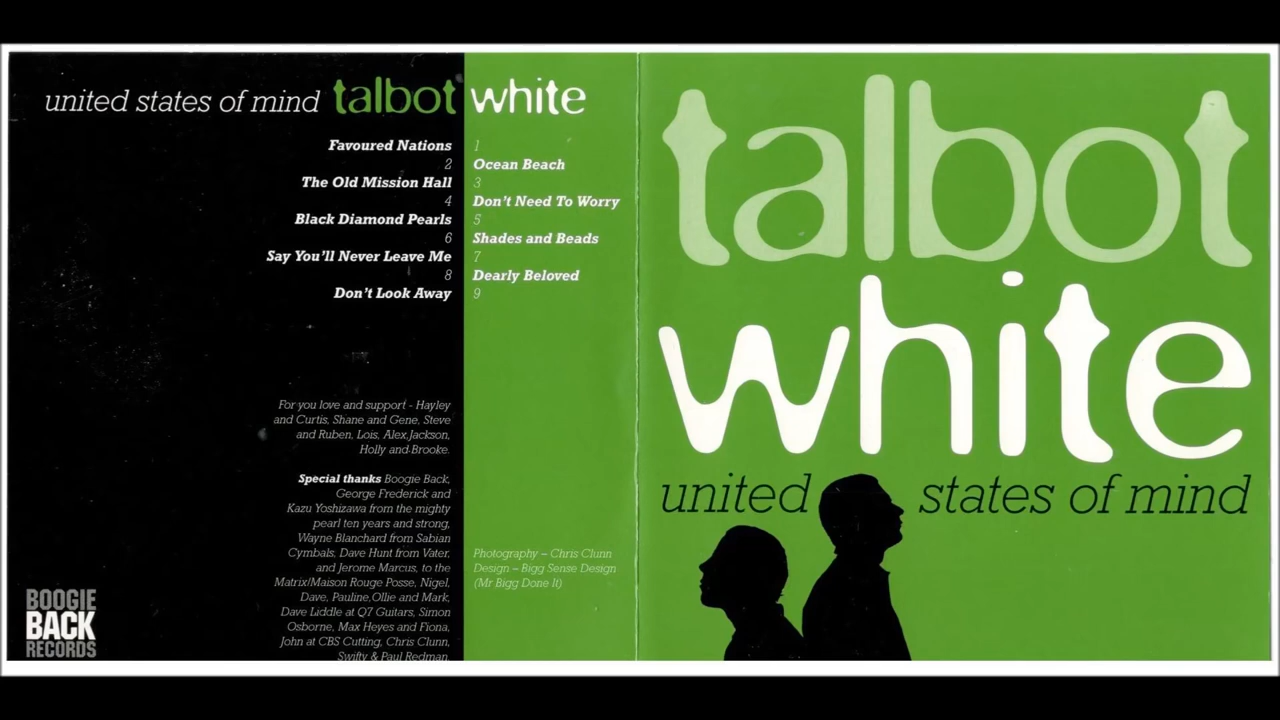 united states of mind talbot white
Favoured Nations 1
2 Ocean Beach
The Old Mission Hall 3
4 Don't Need To Worry
Black Diamond Pearls 5
6 Shades and Beads
Say You'll Never Leave Me 7
8 Dearly Beloved
Don't Look Away 9
For you love and support - Hayley
and Curtis, Shane and Gene, Steve
and Ruben, Lois, Alex,Jackson,
Holly and Brooke.
Special thanks Boogie Back,
George Frederick and
Kazu Yoshizawa from the mighty
pearl ten years and strong,
Wayne Blanchard from Sabian
Cymbals, Dave Hunt from Vater,
and Jerome Marcus, to the
Matrix/Maison Rouge Posse, Nigel,
Dave, Pauline,Ollie and Mark,
Dave Liddle at Q7 Guitars, Simon
Osborne, Max Heyes and Fiona,
John at CBS Cutting, Chris Clunn,
Swifty & Paul Redman.
Photography – Chris Clunn
Design – Bigg Sense Design
(Mr Bigg Done It)
BOOGIE
BACK
RECORDS
talbot
white
united states of mind